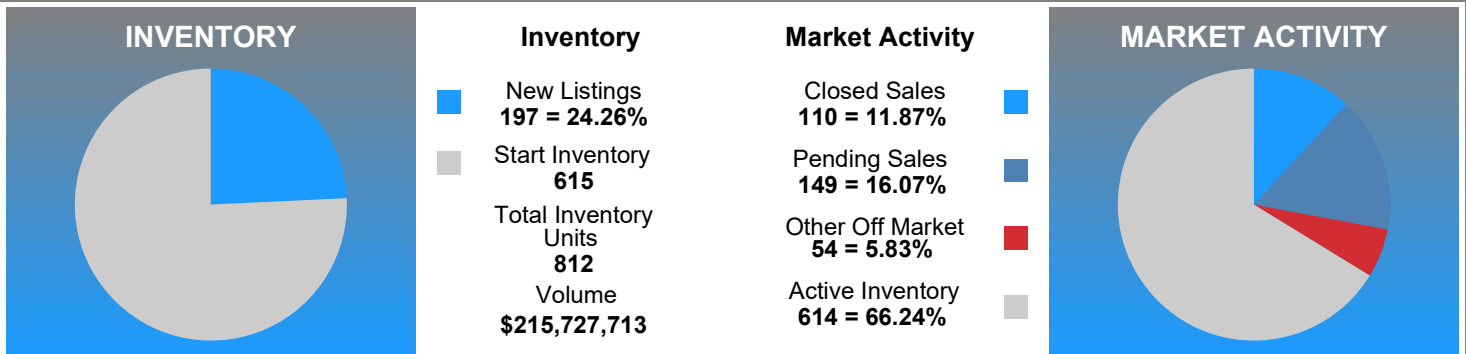 INVENTORY
Inventory
New Listings
197 = 24.26%
Start Inventory
615
Total Inventory
Units
812
Volume
$215,727,713
Market Activity
Closed Sales
110 = 11.87%
Pending Sales
149 = 16.07%
Other Off Market
54 = 5.83%
Active Inventory
614 = 66.24%
MARKET ACTIVITY